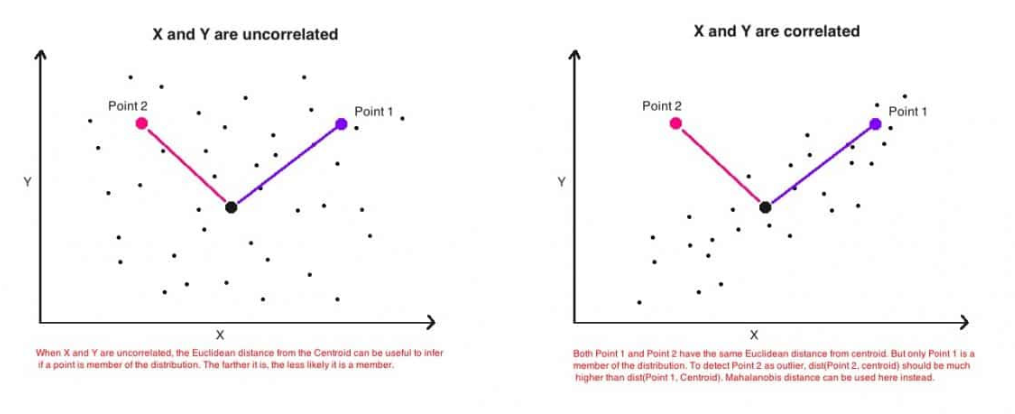 X and Y are uncorrelated
Point 2
Point 1
Y
X
When X and Y are uncorrelated, the Euclidean distance from the Centroid can be useful to infer
if a point is member of the distribution. The farther it is, the less likely it is a member.
X and Y are correlated
Point 2
Point 1
Y
X
Both Point 1 and Point 2 have the same Euclidean distance from centroid. But only Point 1 is a
member of the distribution. To detect Point 2 as outlier, dist(Point 2, centroid) should be much
higher than dist(Point 1, Centroid). Mahalanobis distance can be used here instead.